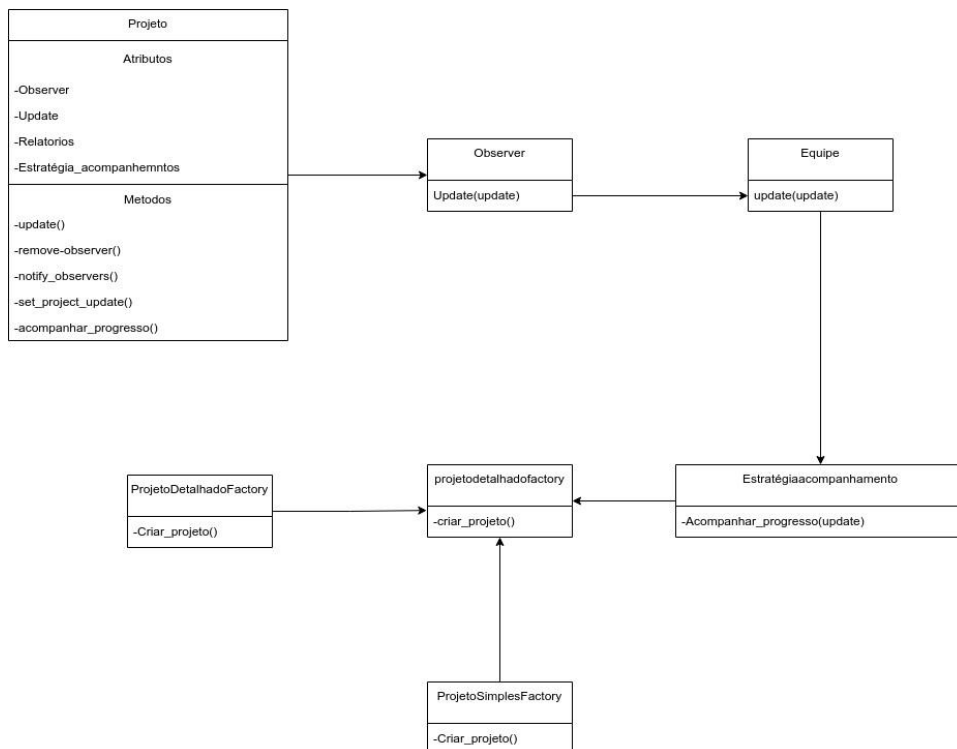 Projeto
Atributos
-Observer
-Update
-Relatorios
-Estratégia_acompanhemntos
Metodos
-update()
-remove-observer()
-notify_observers()
-set_project_update()
-acompanhar_progresso()
Observer
Update(update)
Equipe
update(update)
ProjetoDetalhadoFactory
-Criar_projeto()
projetodetalhadofactory
-criar_projeto()
Estratégiaacompanhamento
-Acompanhar_progresso(update)
ProjetoSimplesFactory
-Criar_projeto()